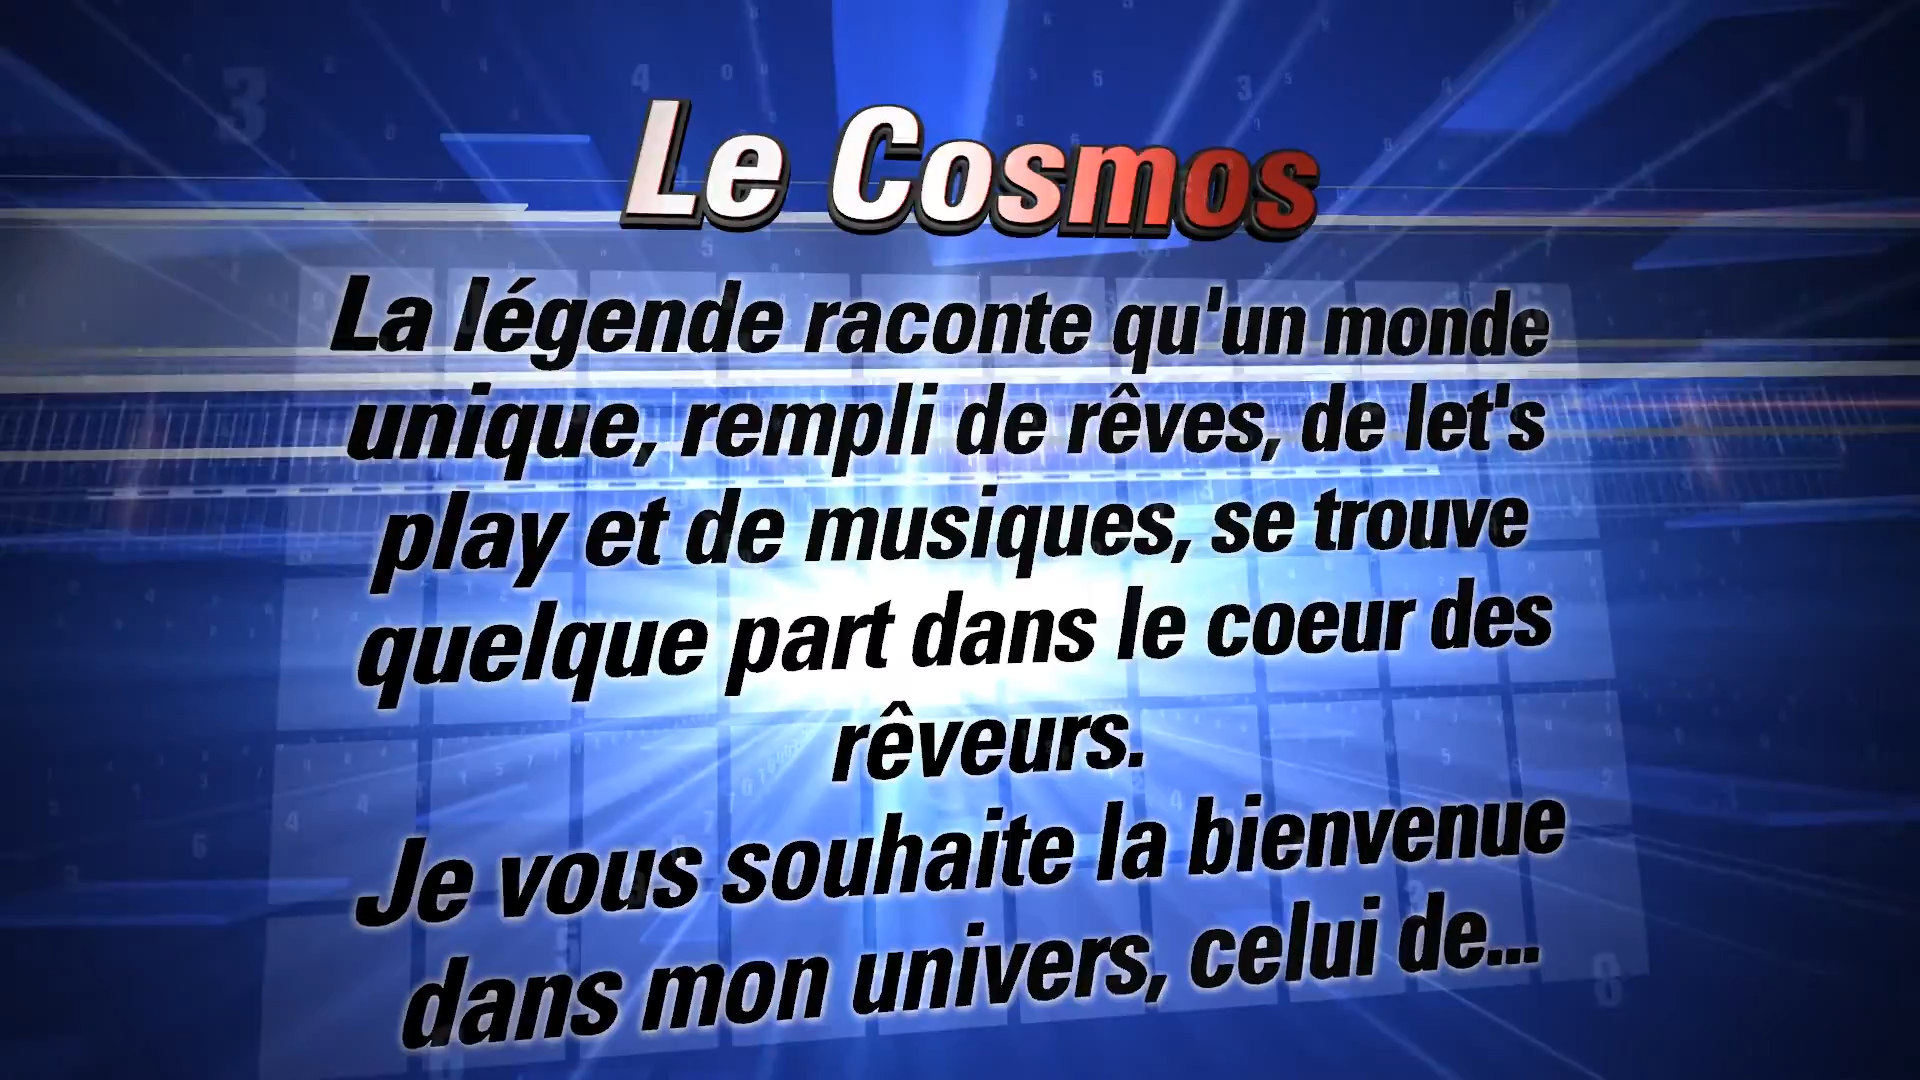 Le Cosmos
La légende raconte qu'un monde
unique, rempli de rêves, de let's
play et de musiques, se trouve
quelque part dans le coeur des
rêveurs.
Je vous souhaite la bienvenue
dans mon univers, celui de...